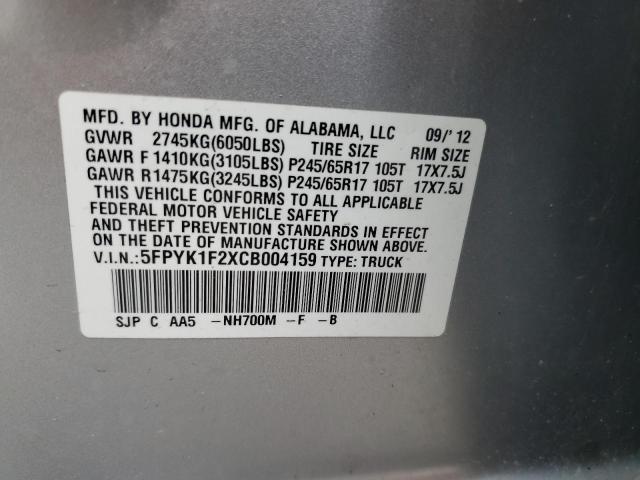 MFD. BY HONDA MFG. OF ALABAMA, LLC 09/'12
GVWR 2745KG(6050LBS) TIRE SIZE RIM SIZE
GAWR F 1410KG(3105LBS) P245/65R17 105T 17X7.5J
GAWR R1475KG(3245LBS) P245/65R17 105T 17X7.5J
THIS VEHICLE CONFORMS TO ALL APPLICABLE
FEDERAL MOTOR VEHICLE SAFETY
AND THEFT PREVENTION STANDARDS IN EFFECT
ON THE DATE OF MANUFACTURE SHOWN ABOVE.
V.I.N.:5FPYK1F2XCB004159 TYPE: TRUCK
SJP C AA5 -NH700M -F -B